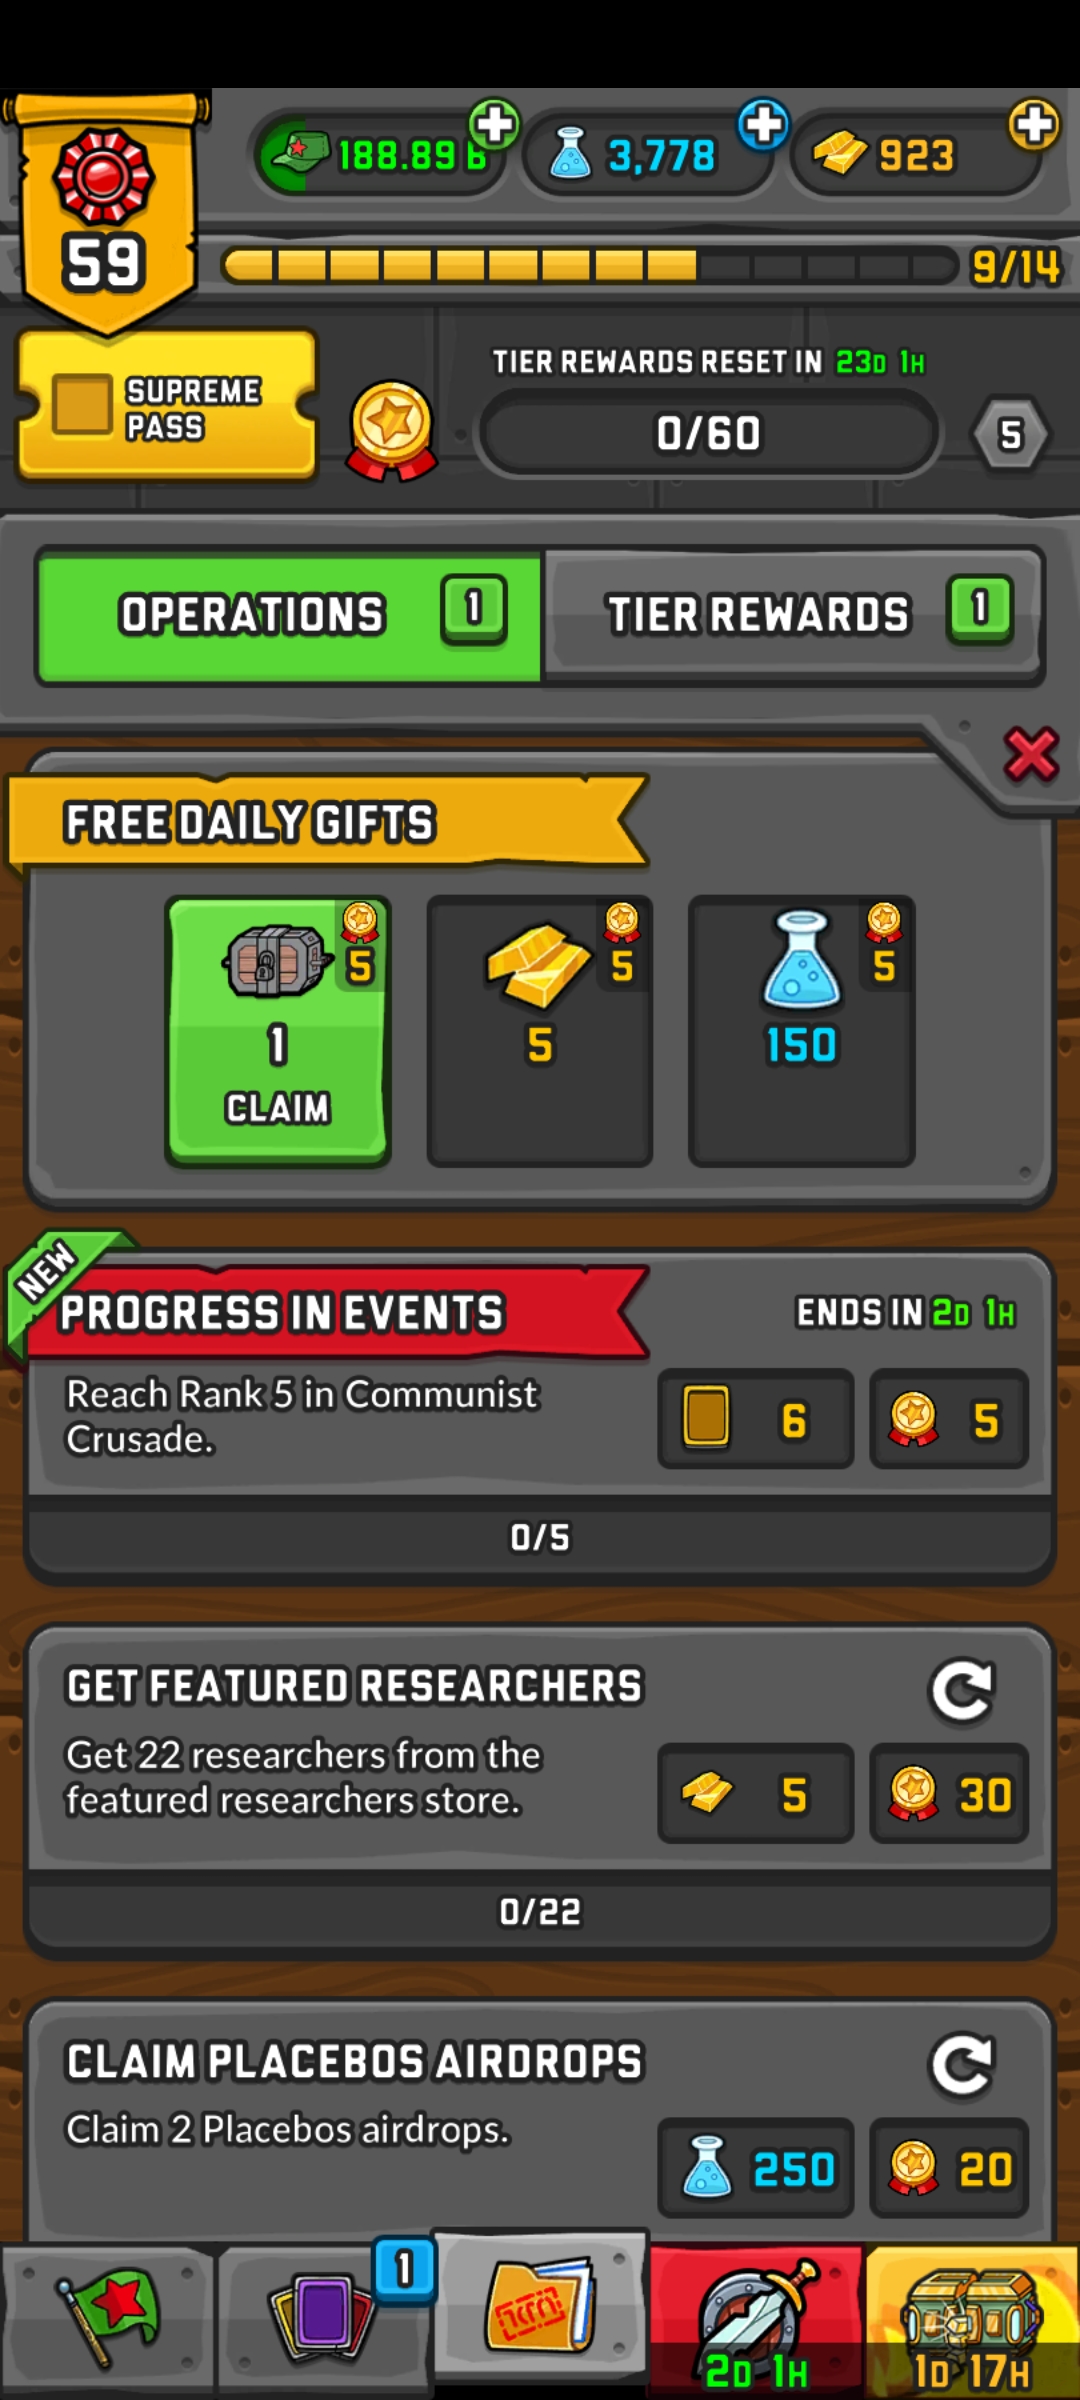 188.89 B
3,778
923
59
9/14
SUPREME
PASS
TIER REWARDS RESET IN 23D 1H
0/60
5
OPERATIONS
1
TIER REWARDS
1
FREE DAILY GIFTS
5
5
5
1
5
150
CLAIM
NEW
PROGRESS IN EVENTS
ENDS IN 2D 1H
Reach Rank 5 in Communist
Crusade.
6
5
0/5
GET FEATURED RESEARCHERS
Get 22 researchers from the
featured researchers store.
5
30
0/22
CLAIM PLACEBOS AIRDROPS
Claim 2 Placebos airdrops.
250
20
1
2D 1H
1D 17H